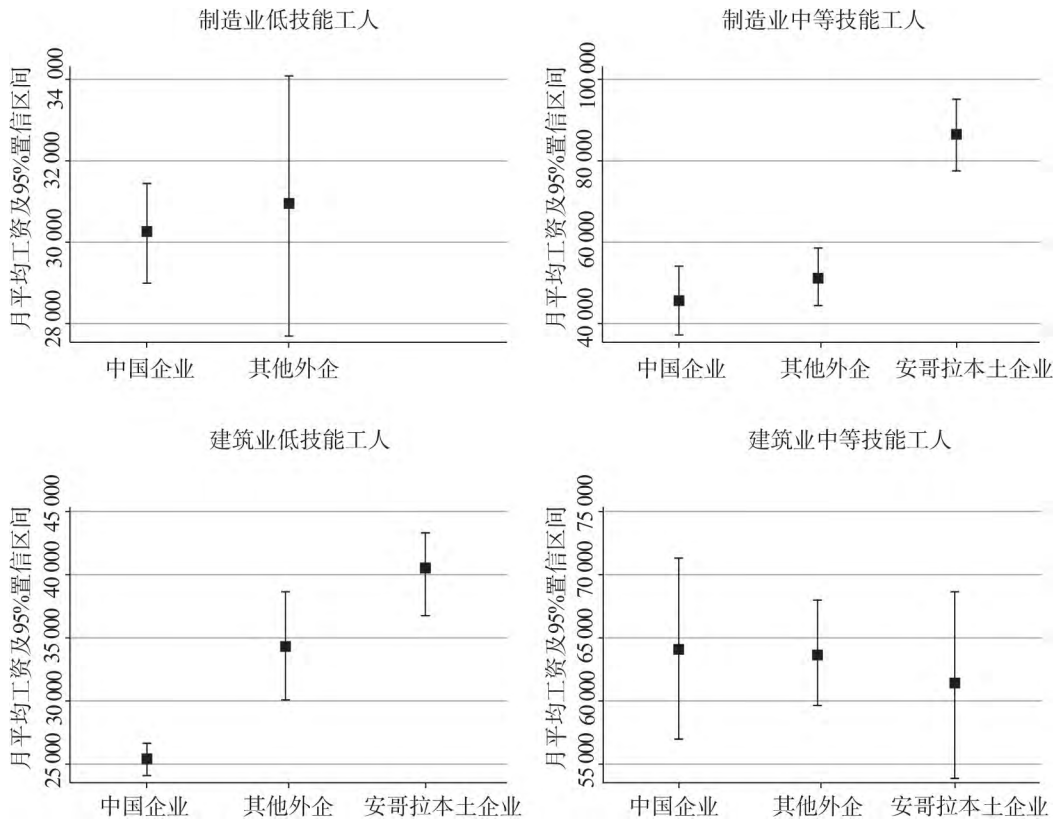 制造业低技能工人
月平均工资及95%置信区间
34 000
32 000
30 000
28 000
中国企业
其他外企
制造业中等技能工人
月平均工资及95%置信区间
100 000
80 000
60 000
40 000
中国企业
其他外企
安哥拉本土企业
建筑业低技能工人
月平均工资及95%置信区间
45 000
40 000
35 000
30 000
25 000
中国企业
其他外企
安哥拉本土企业
建筑业中等技能工人
月平均工资及95%置信区间
75 000
70 000
65 000
60 000
55 000
中国企业
其他外企
安哥拉本土企业